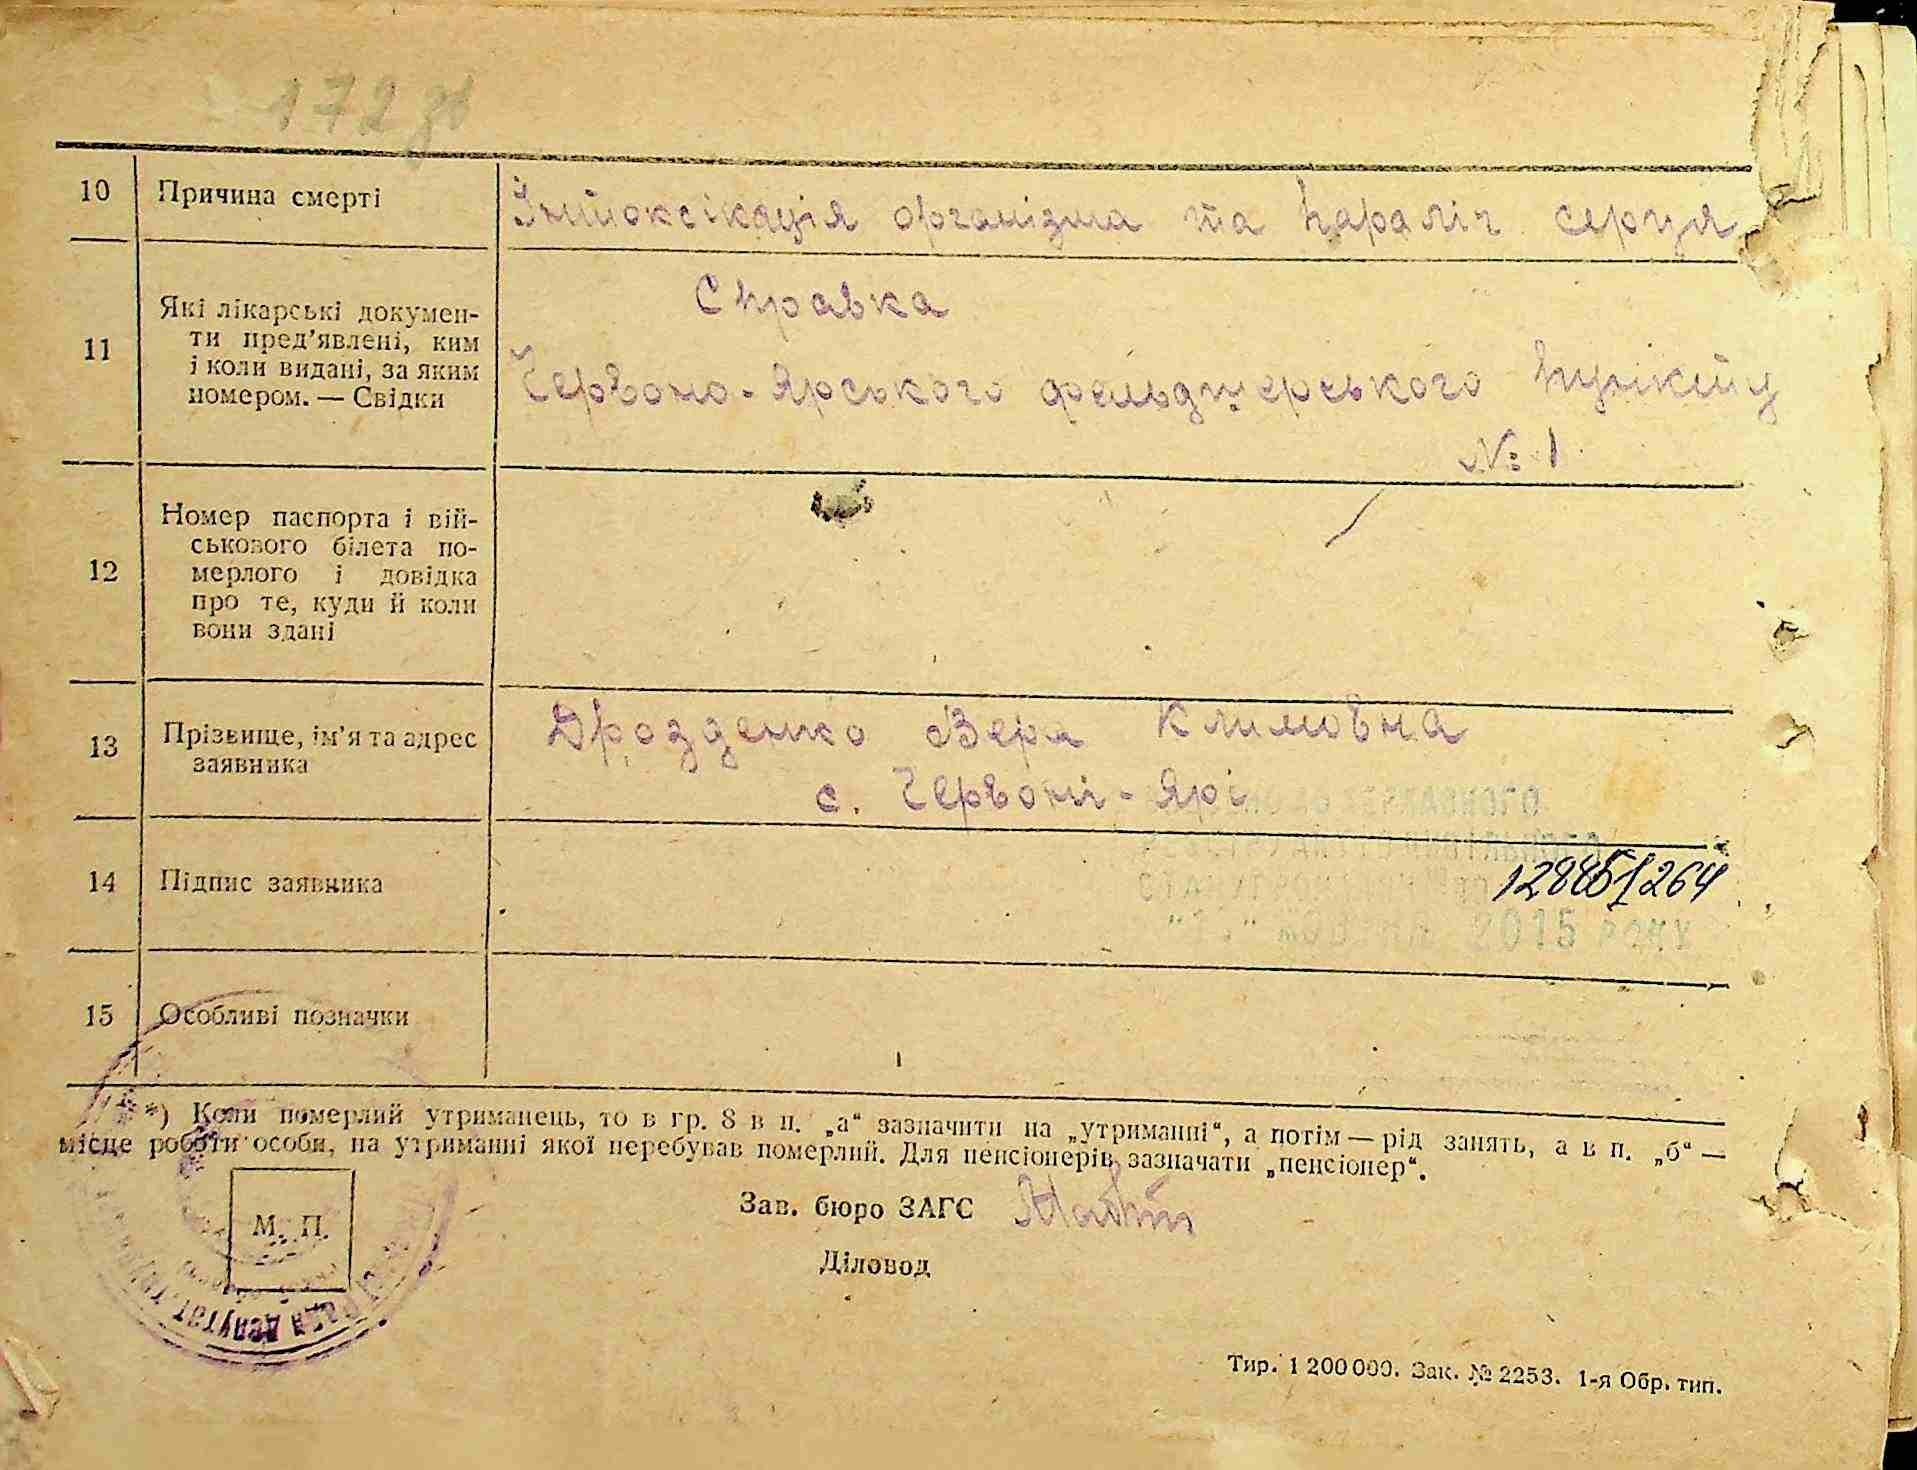 172 зв
10 Причина смерті Інтоксікація організма та параліч серця
11 Які лікарські докумен-
ти пред'явлені, ким
і коли видані, за яким
номером. — Свідки
Справка
Червоно-Ярського фельдшерського пункту
№ 1
12 Номер паспорта і вій-
ськового білета по-
мерлого і довідка
про те, куди й коли
вони здані
13 Прізвище, ім'я та адрес
заявника
Дрозденко Вера Климовна
с. Червоні-Ярі
14 Підпис заявника
1264
2015 року
15 Особливі позначки
*) Коли померлий утриманець, то в гр. 8 в п. „а“ зазначити на „утриманні“, а потім — рід занять, а в п. „б“ —
місце роботи особи, на утриманні якої перебував померлий. Для пенсіонерів зазначати „пенсіонер“.
Зав. бюро ЗАГС
М. П.
Діловод
Рада депутат.
Тир. 1 200 000. Зак. № 2253. 1-я Обр. тип.